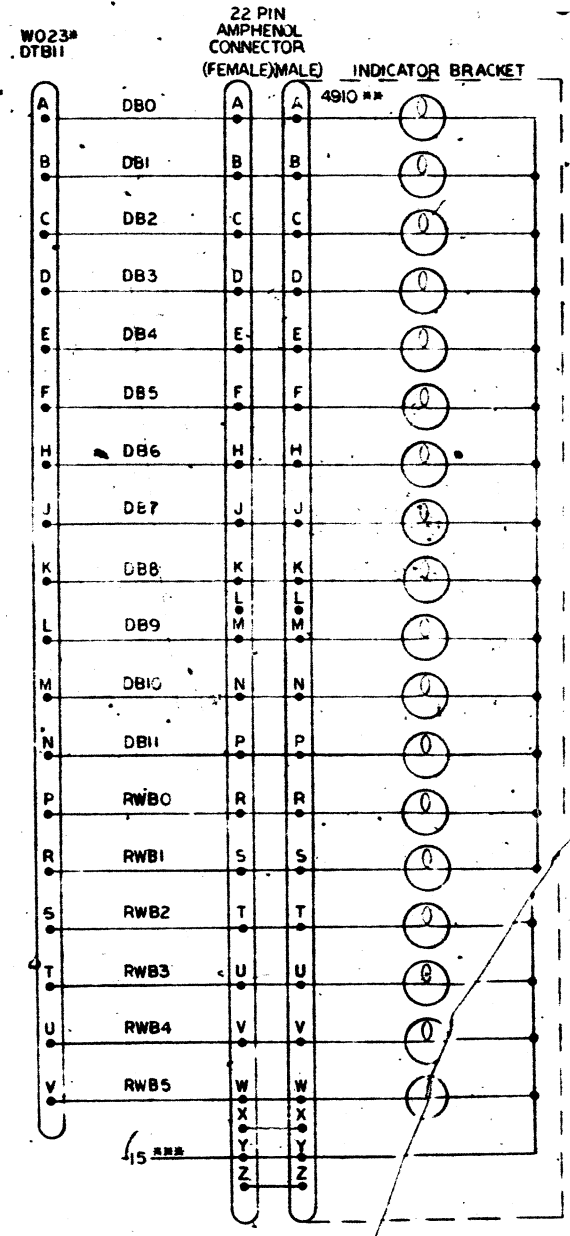 W023*
DTB11
22 PIN
AMPHENOL
CONNECTOR
(FEMALE)(MALE)
INDICATOR BRACKET
4910 **
A DB0 A A
B DB1 B B
C DB2 C C
D DB3 D D
E DB4 E E
F DB5 F F
H DB6 H H
J DB7 J J
K DB8 K K
L L
L DB9 M M
M DB10 N N
N DB11 P P
P RWB0 R R
R RWB1 S S
S RWB2 T T
T RWB3 U U
U RWB4 V V
V RWB5 W W
X X
15 *** Y Y
Z Z